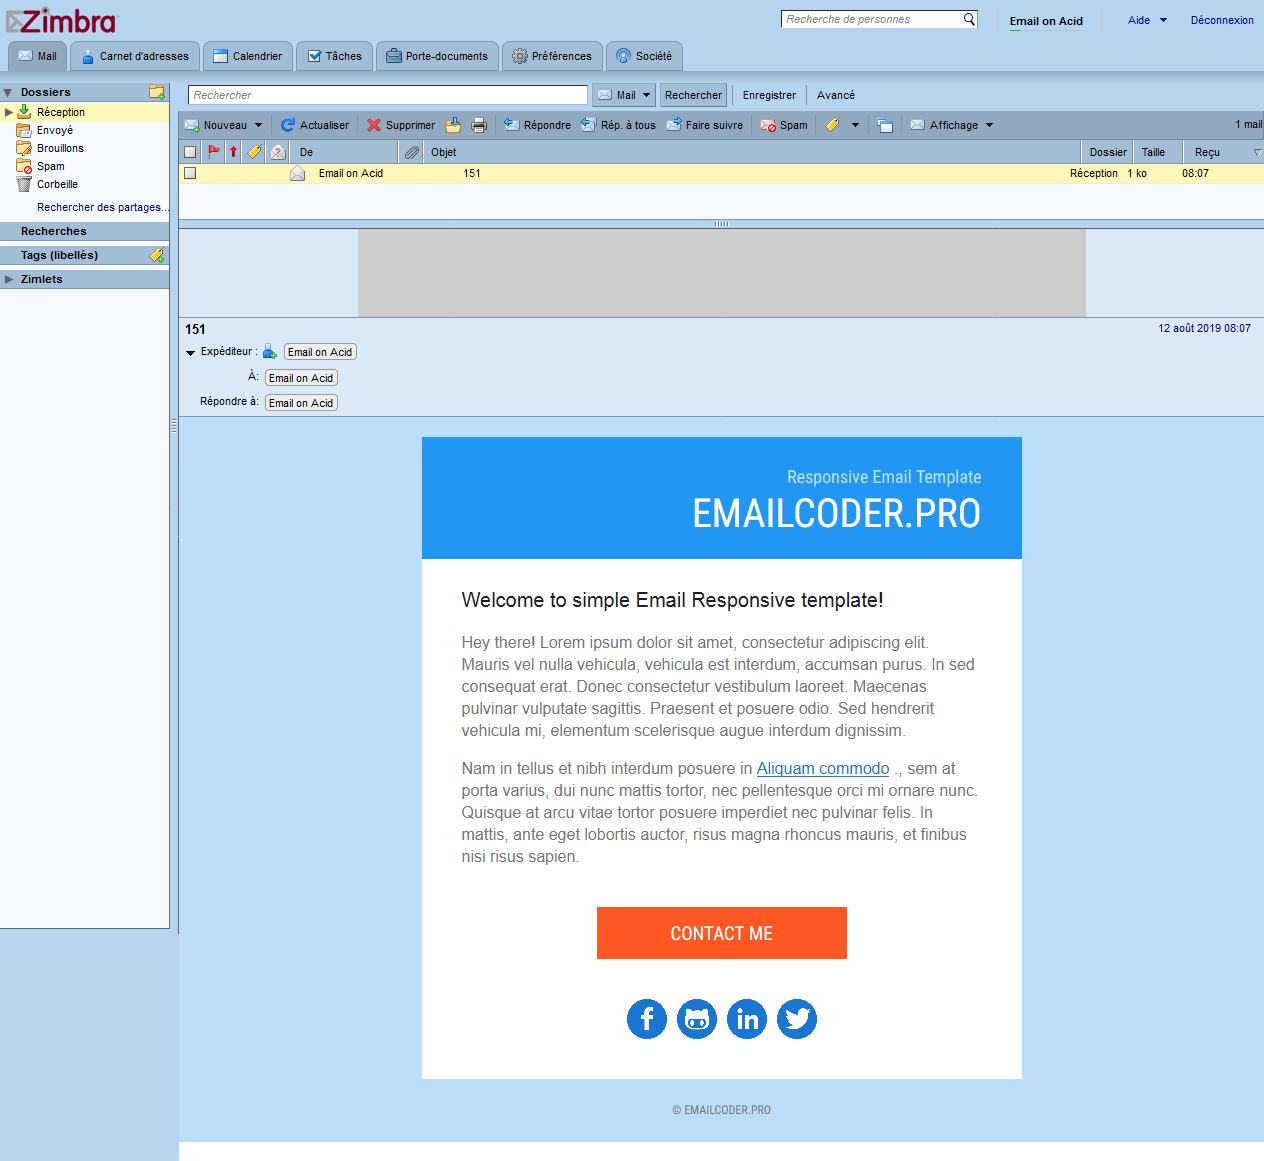 Zimbra
Recherche de personnes
Email on Acid
Aide
Déconnexion
Mail
Carnet d'adresses
Calendrier
Tâches
Porte-documents
Préférences
Société
Dossiers
Réception
Envoyé
Brouillons
Spam
Corbeille
Rechercher des partages...
Recherches
Tags (libellés)
Zimlets
Rechercher
Mail
Rechercher
Enregistrer
Avancé
Nouveau
Actualiser
Supprimer
Répondre
Rép. à tous
Faire suivre
Spam
Affichage
1 mail
De
Objet
Dossier
Taille
Reçu
Email on Acid
151
Réception
1 ko
08:07
151
12 août 2019 08:07
Expéditeur : Email on Acid
À: Email on Acid
Répondre à: Email on Acid
Responsive Email Template
EMAILCODER.PRO
Welcome to simple Email Responsive template!
Hey there! Lorem ipsum dolor sit amet, consectetur adipiscing elit.
Mauris vel nulla vehicula, vehicula est interdum, accumsan purus. In sed
consequat erat. Donec consectetur vestibulum laoreet. Maecenas
pulvinar vulputate sagittis. Praesent et posuere odio. Sed hendrerit
vehicula mi, elementum scelerisque augue interdum dignissim.
Nam in tellus et nibh interdum posuere in Aliquam commodo ., sem at
porta varius, dui nunc mattis tortor, nec pellentesque orci mi ornare nunc.
Quisque at arcu vitae tortor posuere imperdiet nec pulvinar felis. In
mattis, ante eget lobortis auctor, risus magna rhoncus mauris, et finibus
nisi risus sapien.
CONTACT ME
© EMAILCODER.PRO